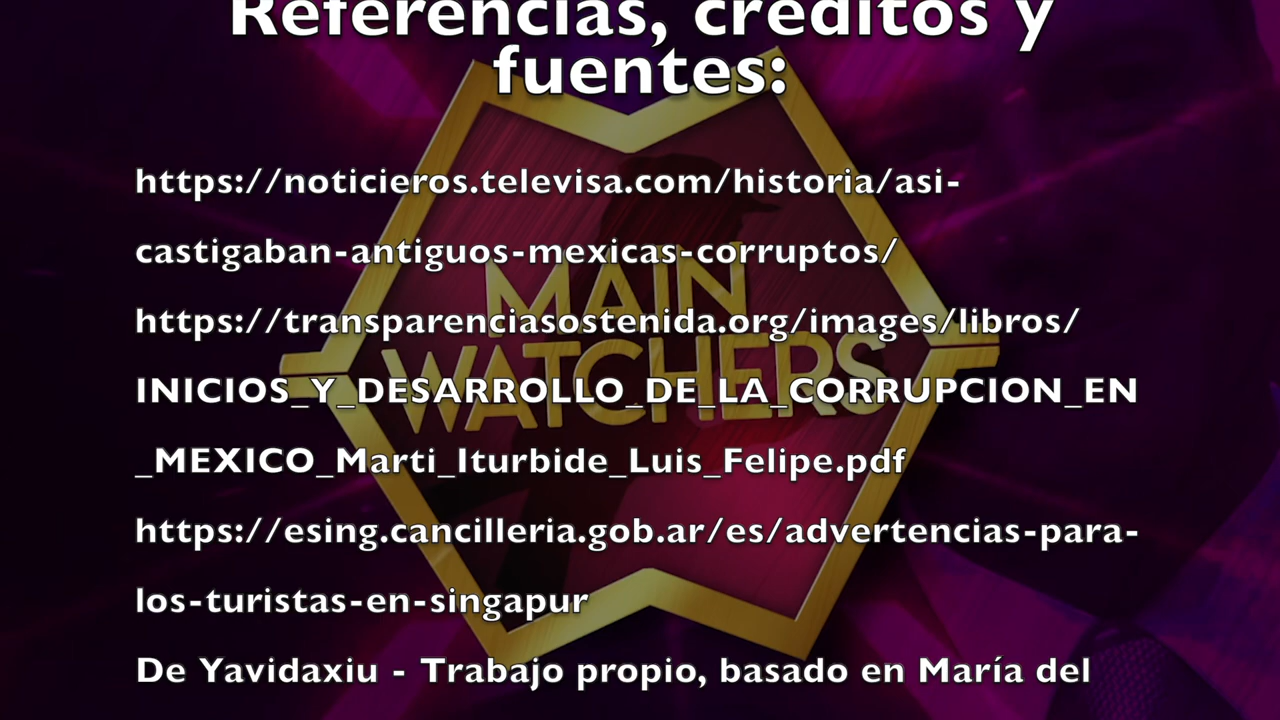 Referencias, créditos y
fuentes:
https://noticieros.televisa.com/historia/asi-
castigaban-antiguos-mexicas-corruptos/
https://transparenciasostenida.org/images/libros/
INICIOS_Y_DESARROLLO_DE_LA_CORRUPCION_EN
_MEXICO_Marti_Iturbide_Luis_Felipe.pdf
https://esing.cancilleria.gob.ar/es/advertencias-para-
los-turistas-en-singapur
De Yavidaxiu - Trabajo propio, basado en María del
MAIN
WATCHERS